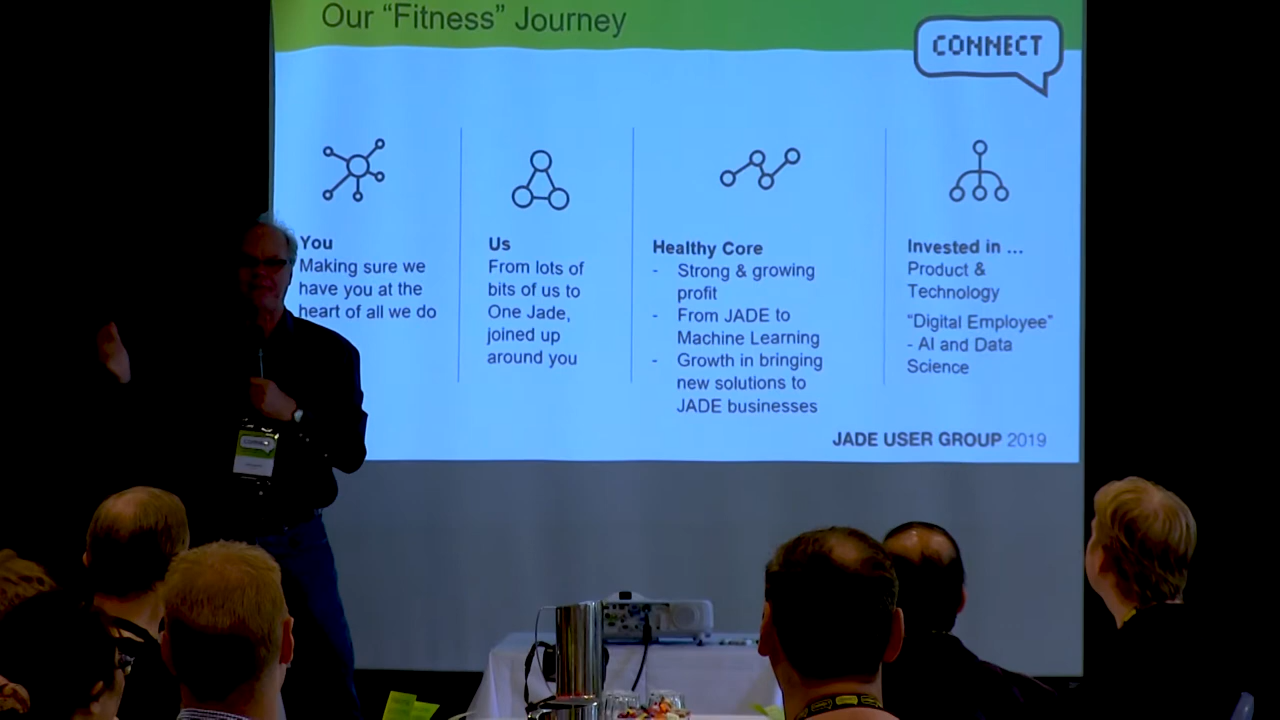 Our “Fitness” Journey
CONNECT
You
Making sure we
have you at the
heart of all we do
Us
From lots of
bits of us to
One Jade,
joined up
around you
Healthy Core
- Strong & growing
profit
- From JADE to
Machine Learning
- Growth in bringing
new solutions to
JADE businesses
Invested in ...
Product &
Technology
“Digital Employee”
- AI and Data
Science
JADE USER GROUP 2019